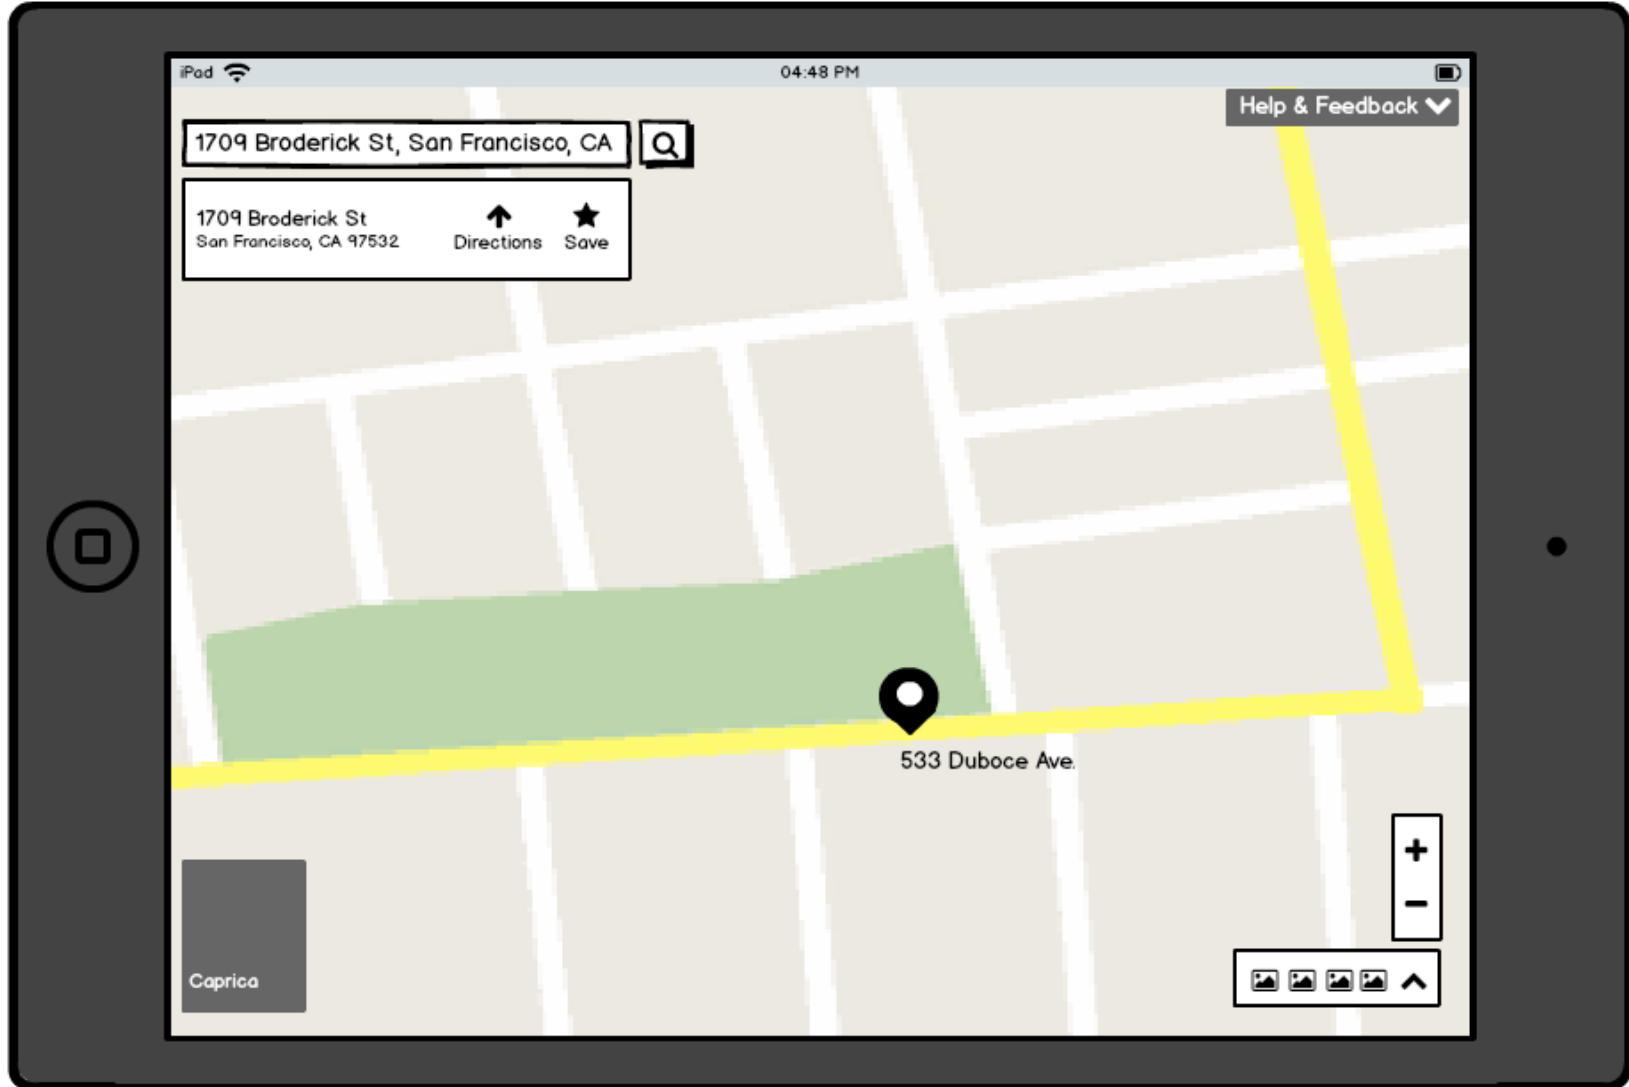 iPad
04:48 PM
Help & Feedback
1709 Broderick St, San Francisco, CA
1709 Broderick St
San Francisco, CA 97532
Directions
Save
533 Duboce Ave.
Caprica